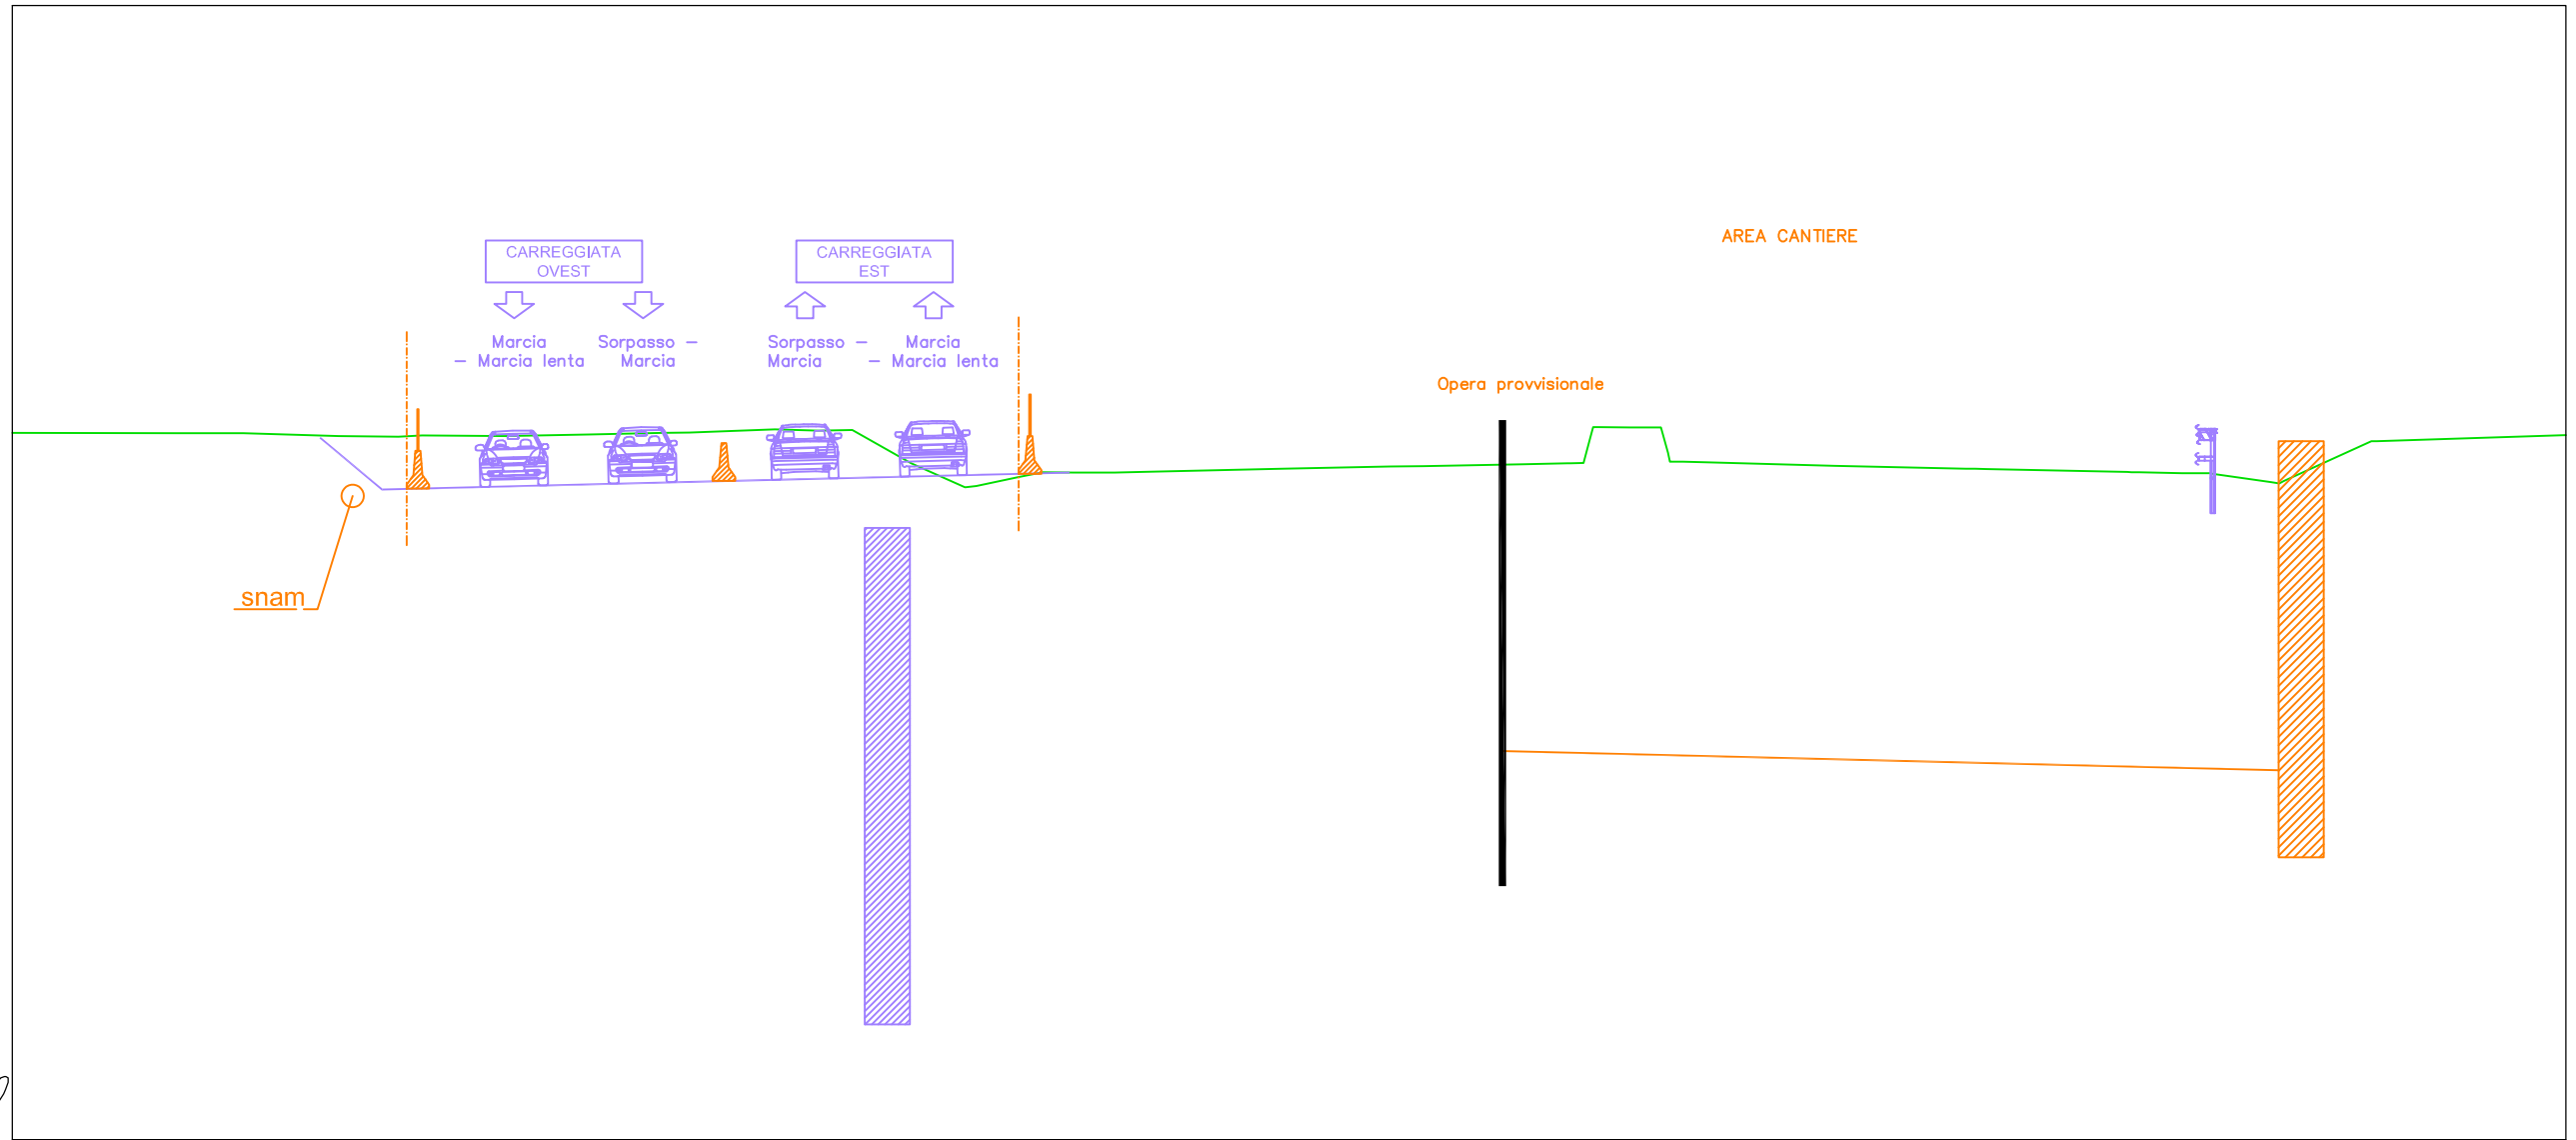 CARREGGIATA
OVEST
CARREGGIATA
EST
AREA CANTIERE
Marcia
– Marcia lenta
Sorpasso –
Marcia
Sorpasso –
Marcia
Marcia
– Marcia lenta
Opera provvisionale
snam